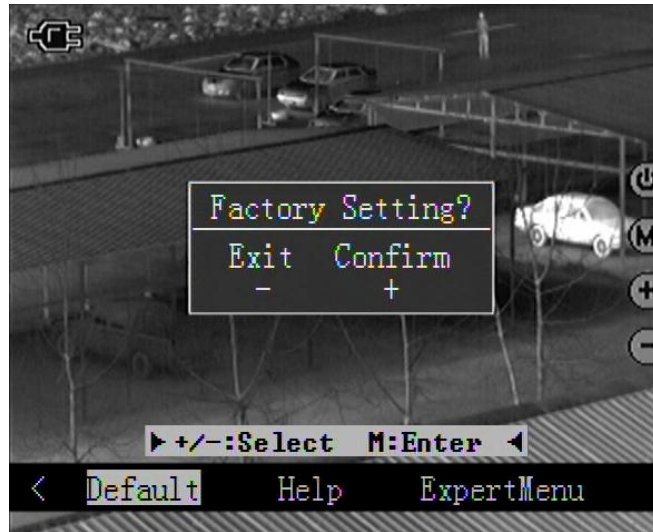 Factory Setting?
Exit Confirm
- +
M
+
-
+/-:Select M:Enter
< Default Help ExpertMenu